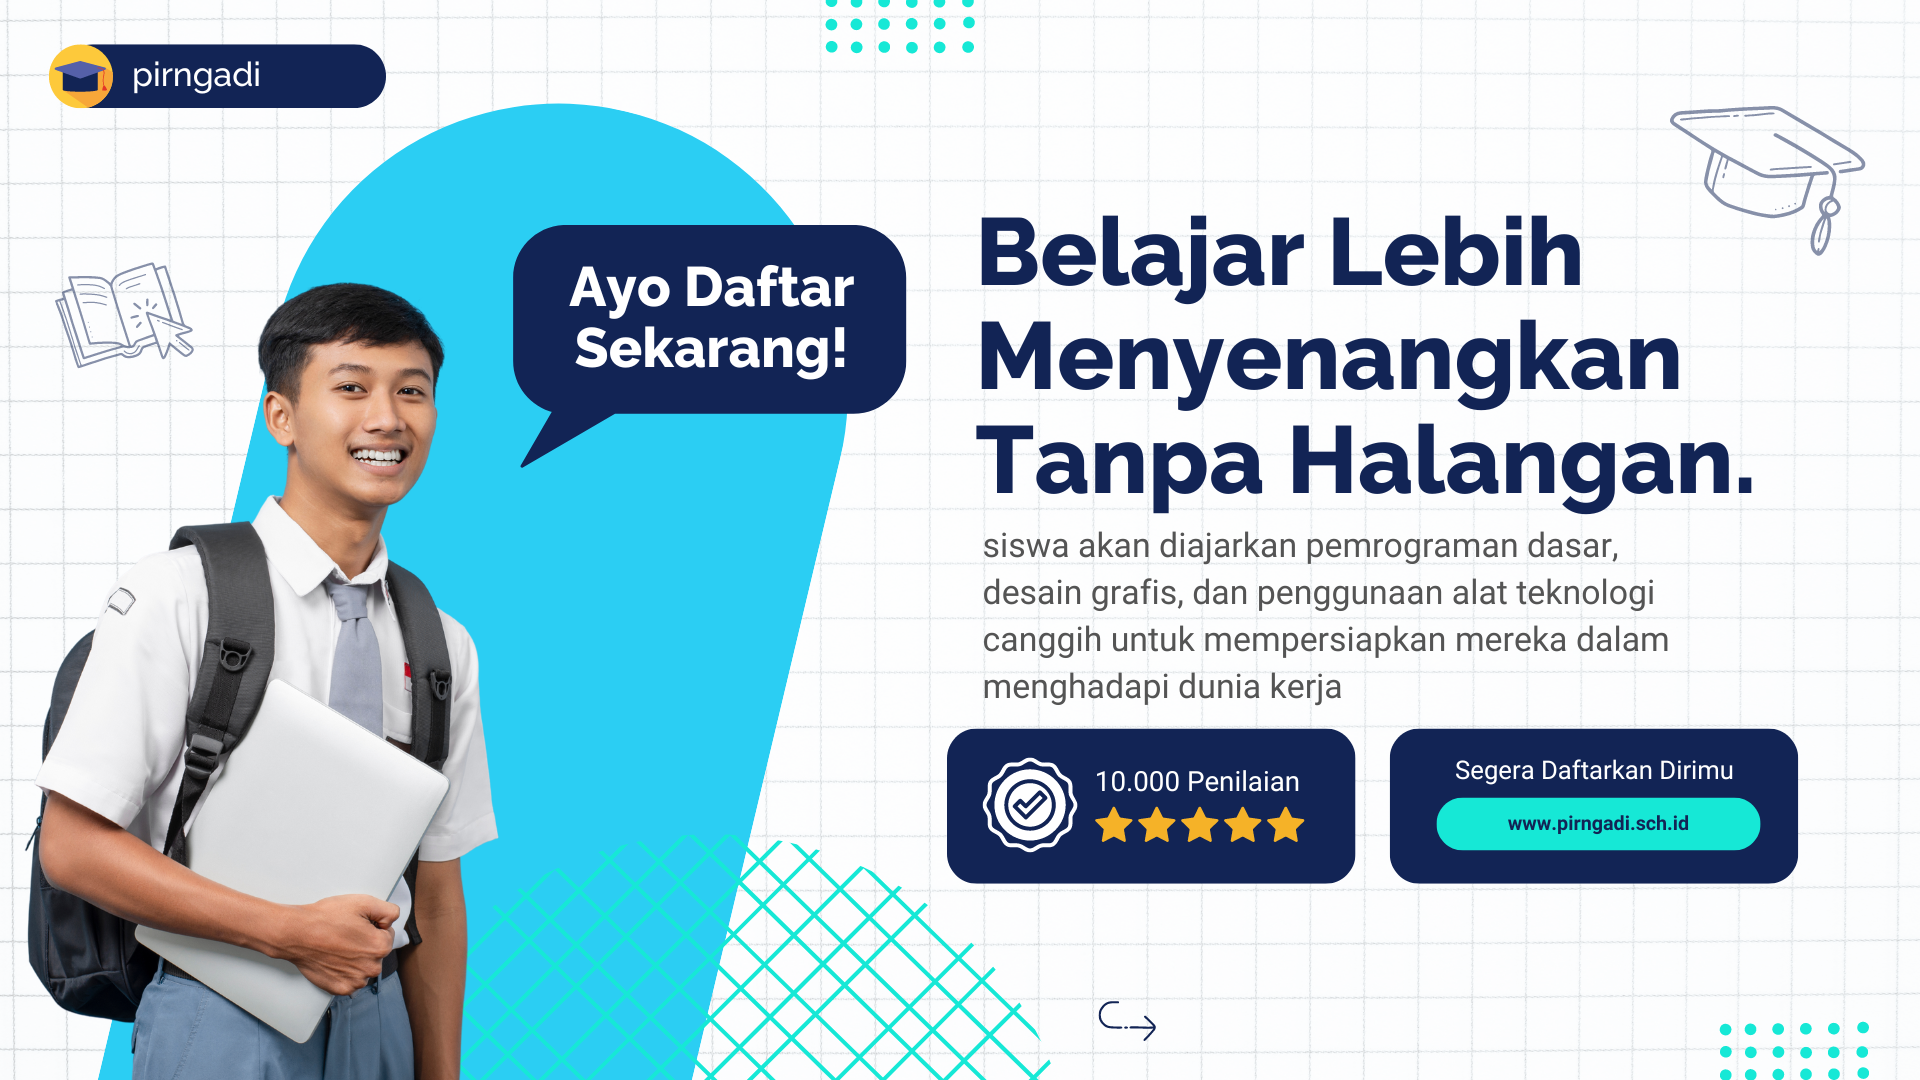 pirngadi
Ayo Daftar
Sekarang!
Belajar Lebih
Menyenangkan
Tanpa Halangan.
siswa akan diajarkan pemrograman dasar,
desain grafis, dan penggunaan alat teknologi
canggih untuk mempersiapkan mereka dalam
menghadapi dunia kerja
10.000 Penilaian
Segera Daftarkan Dirimu
www.pirngadi.sch.id